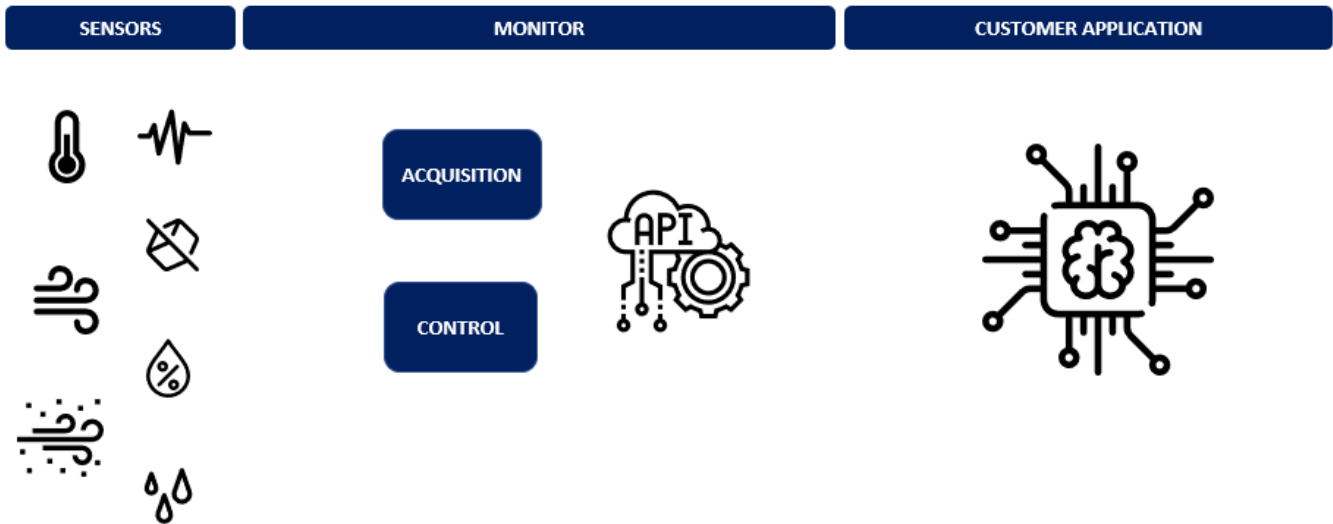 SENSORS
MONITOR
CUSTOMER APPLICATION
ACQUISITION
API
CONTROL
%